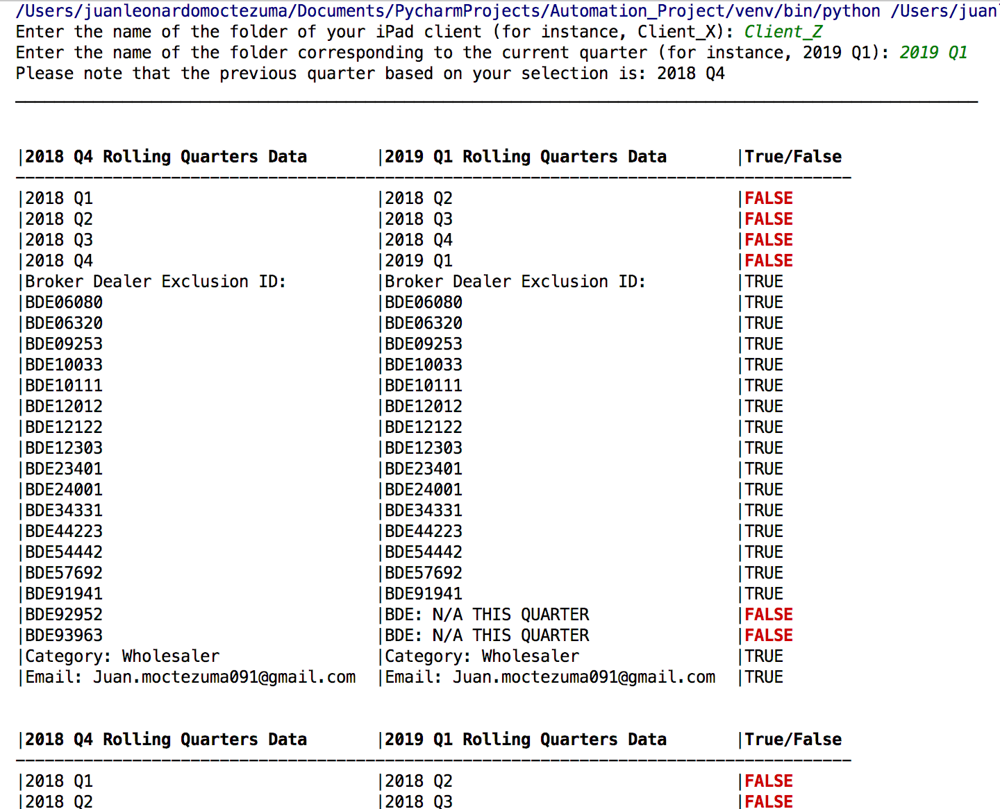 /Users/juanleonardomoctezuma/Documents/PycharmProjects/Automation_Project/venv/bin/python /Users/juan
Enter the name of the folder of your iPad client (for instance, Client_X): Client_Z
Enter the name of the folder corresponding to the current quarter (for instance, 2019 Q1): 2019 Q1
Please note that the previous quarter based on your selection is: 2018 Q4
|2018 Q4 Rolling Quarters Data |2019 Q1 Rolling Quarters Data |True/False
|2018 Q1 |2018 Q2 |FALSE
|2018 Q2 |2018 Q3 |FALSE
|2018 Q3 |2018 Q4 |FALSE
|2018 Q4 |2019 Q1 |FALSE
|Broker Dealer Exclusion ID: |Broker Dealer Exclusion ID: |TRUE
|BDE06080 |BDE06080 |TRUE
|BDE06320 |BDE06320 |TRUE
|BDE09253 |BDE09253 |TRUE
|BDE10033 |BDE10033 |TRUE
|BDE10111 |BDE10111 |TRUE
|BDE12012 |BDE12012 |TRUE
|BDE12122 |BDE12122 |TRUE
|BDE12303 |BDE12303 |TRUE
|BDE23401 |BDE23401 |TRUE
|BDE24001 |BDE24001 |TRUE
|BDE34331 |BDE34331 |TRUE
|BDE44223 |BDE44223 |TRUE
|BDE54442 |BDE54442 |TRUE
|BDE57692 |BDE57692 |TRUE
|BDE91941 |BDE91941 |TRUE
|BDE92952 |BDE: N/A THIS QUARTER |FALSE
|BDE93963 |BDE: N/A THIS QUARTER |FALSE
|Category: Wholesaler |Category: Wholesaler |TRUE
|Email: Juan.moctezuma091@gmail.com |Email: Juan.moctezuma091@gmail.com |TRUE
|2018 Q4 Rolling Quarters Data |2019 Q1 Rolling Quarters Data |True/False
|2018 Q1 |2018 Q2 |FALSE
|2018 Q2 |2018 Q3 |FALSE